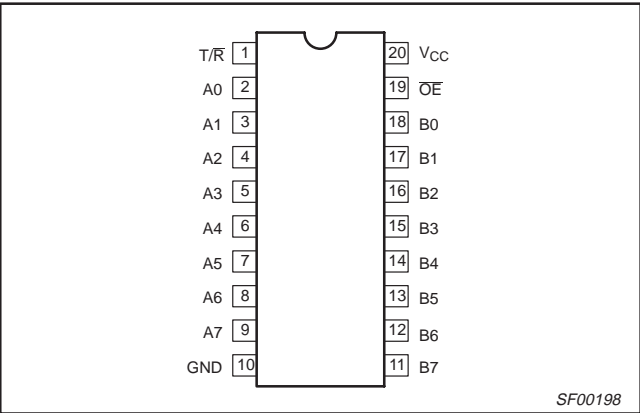 T/R̅ 1 20 VCC
A0 2 19 O̅E̅
A1 3 18 B0
A2 4 17 B1
A3 5 16 B2
A4 6 15 B3
A5 7 14 B4
A6 8 13 B5
A7 9 12 B6
GND 10 11 B7
SF00198